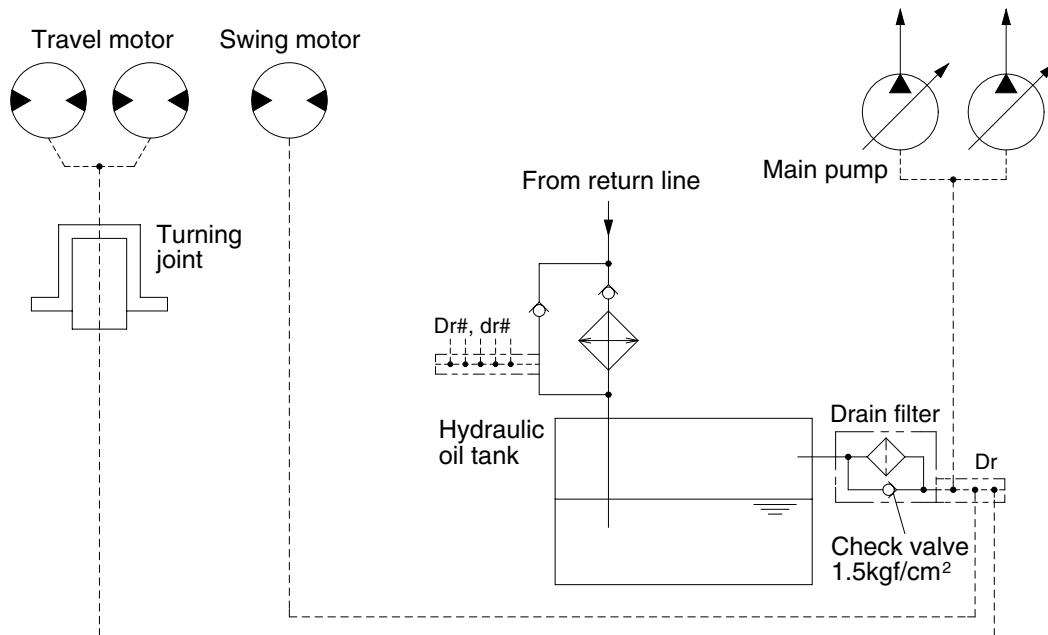 Travel motor
Swing motor
Main pump
From return line
Turning
joint
Dr#, dr#
Hydraulic
oil tank
Drain filter
Dr
Check valve
1.5kgf/cm²